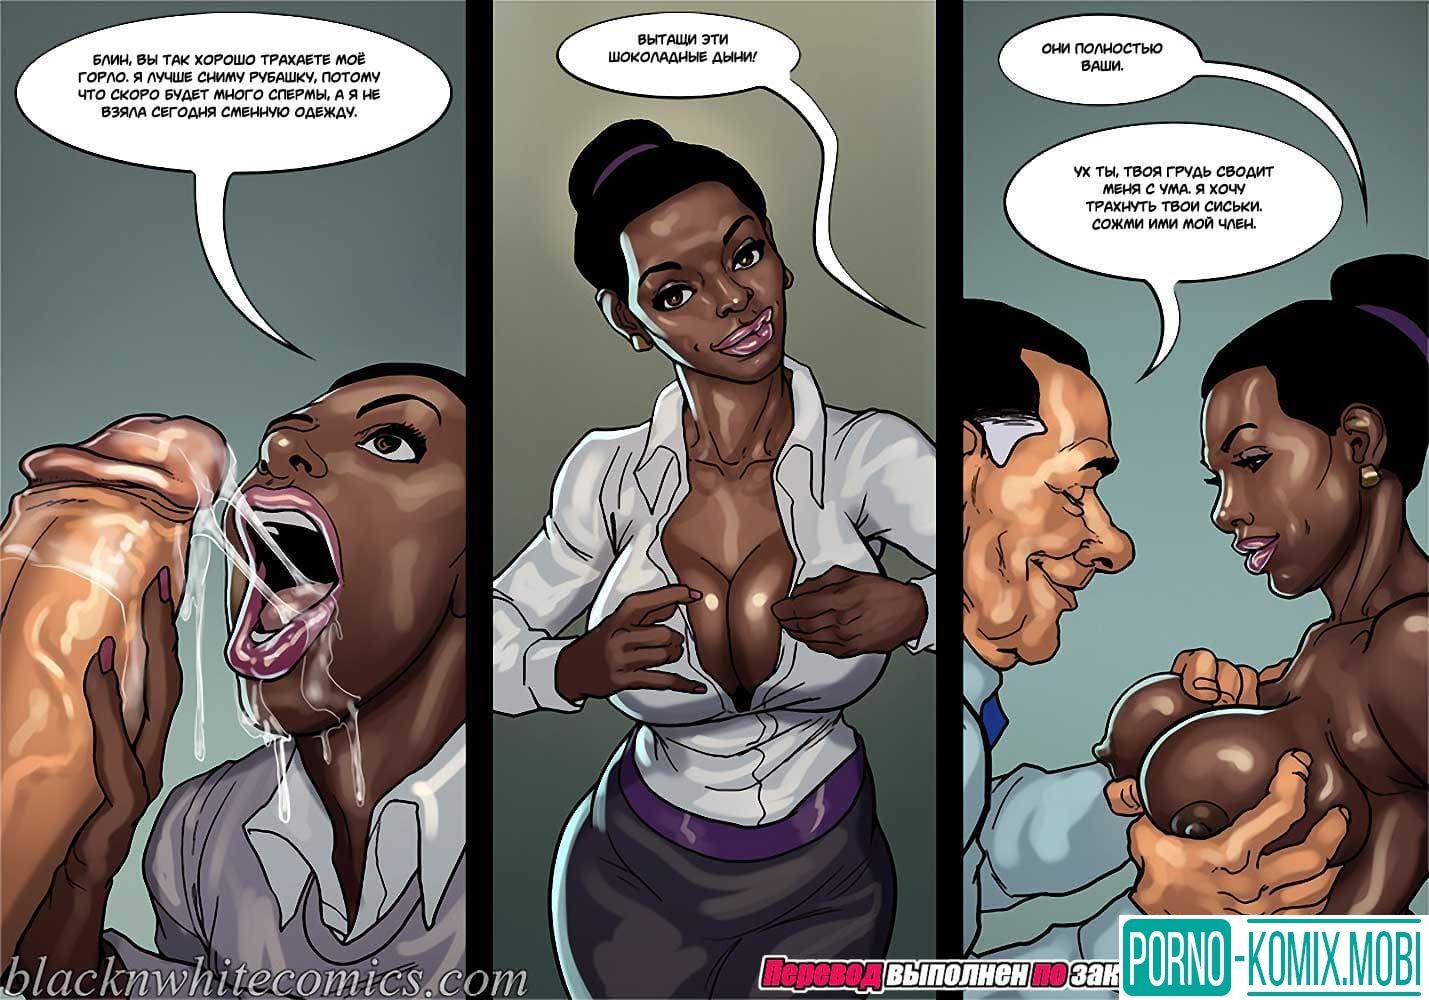 БЛИН, ВЫ ТАК ХОРОШО ТРАХАЕТЕ МОЁ
ГОРЛО. Я ЛУЧШЕ СНИМУ РУБАШКУ, ПОТОМУ
ЧТО СКОРО БУДЕТ МНОГО СПЕРМЫ, А Я НЕ
ВЗЯЛА СЕГОДНЯ СМЕННУЮ ОДЕЖДУ.
ВЫТАЩИ ЭТИ
ШОКОЛАДНЫЕ ДЫНИ!
ОНИ ПОЛНОСТЬЮ
ВАШИ.
УХ ТЫ, ТВОЯ ГРУДЬ СВОДИТ
МЕНЯ С УМА. Я ХОЧУ
ТРАХНУТЬ ТВОИ СИСЬКИ.
СОЖМИ ИМИ МОЙ ЧЛЕН.
blacknwhitecomics.com
Перевод выполнен по зак
PORNO-KOMIX.MOBI